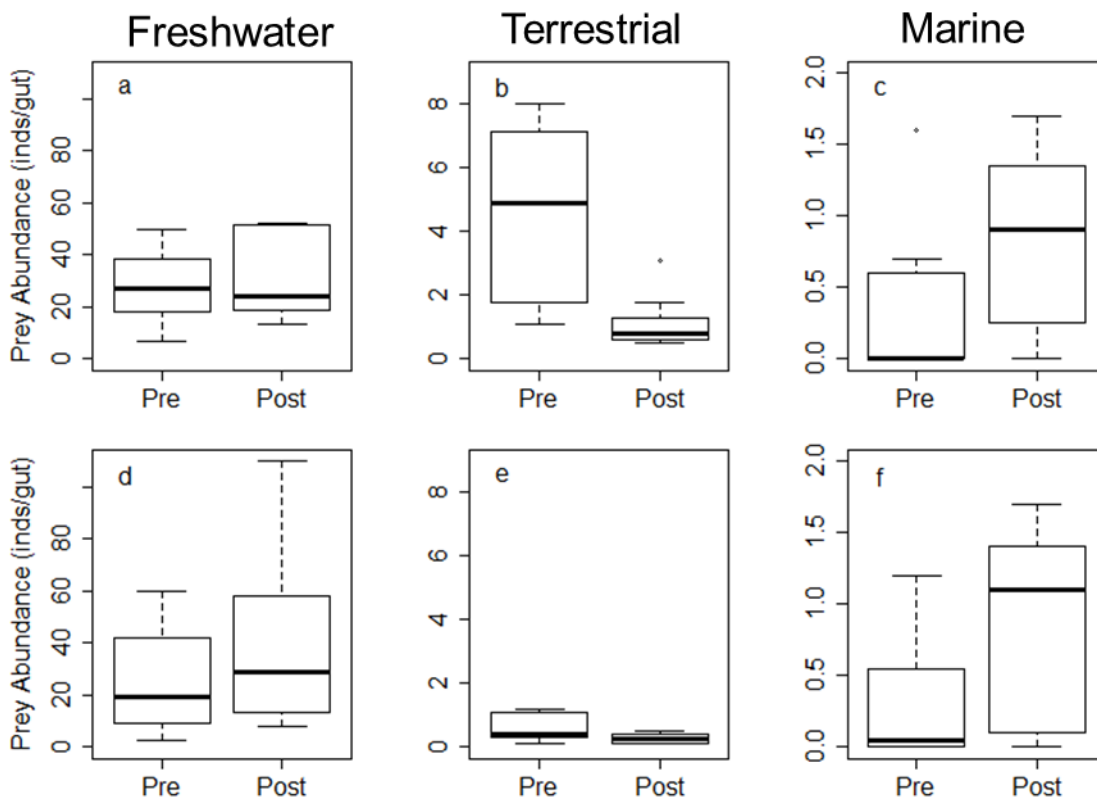 Freshwater Terrestrial Marine
Prey Abundance (inds/gut)
a
0 20 40 60 80
Pre Post
b
0 2 4 6 8
Pre Post
c
0.0 0.5 1.0 1.5 2.0
Pre Post
Prey Abundance (inds/gut)
d
0 20 40 60 80
Pre Post
e
0 2 4 6 8
Pre Post
f
0.0 0.5 1.0 1.5 2.0
Pre Post